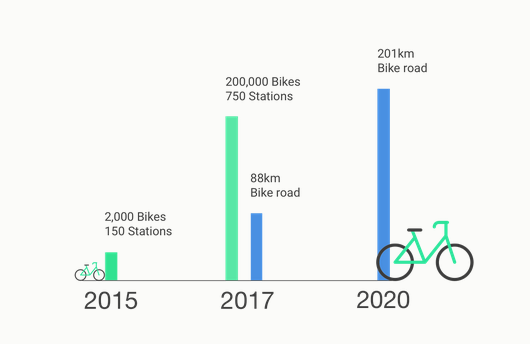 201km
Bike road
200,000 Bikes
750 Stations
88km
Bike road
2,000 Bikes
150 Stations
2015
2017
2020